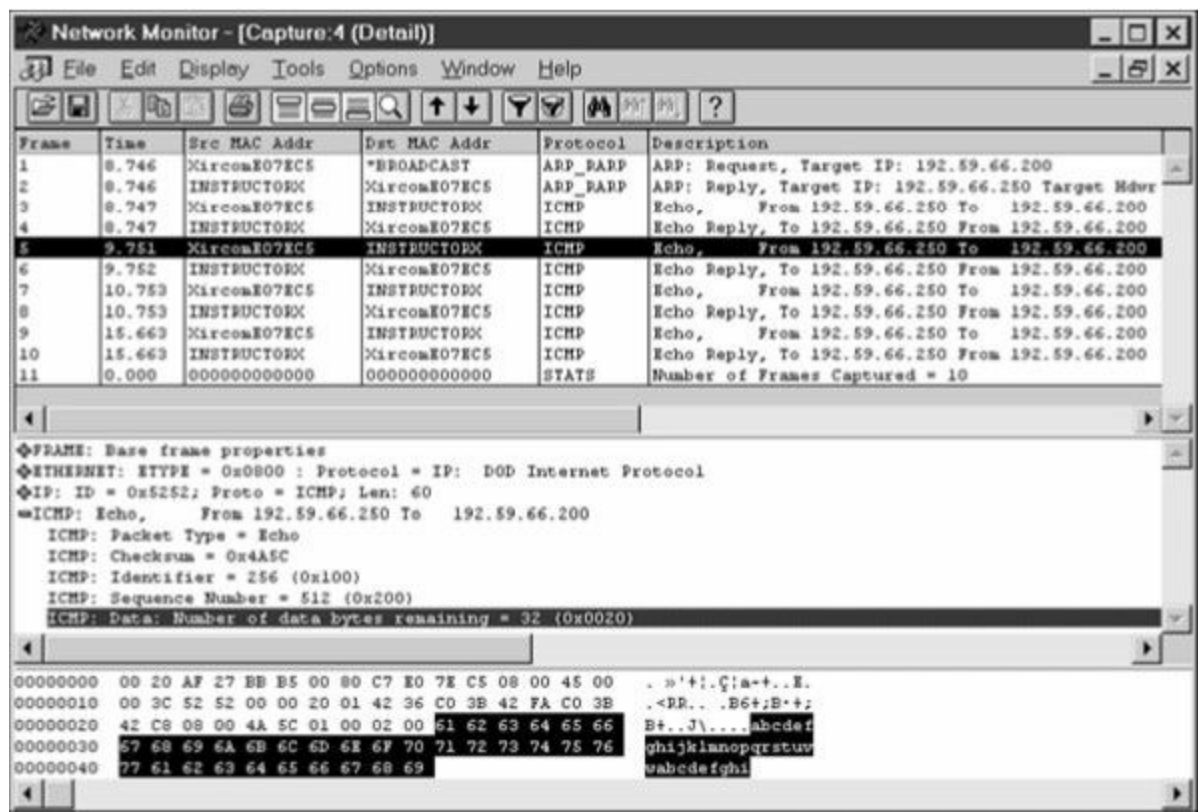 Network Monitor - [Capture:4 (Detail)]
File Edit Display Tools Options Window Help
Frame Time Src MAC Addr Dst MAC Addr Protocol Description
1 8.746 XircomE07EC5 *BROADCAST ARP_RARP ARP: Request, Target IP: 192.59.66.200
2 8.746 INSTRUCTORX XircomE07EC5 ARP_RARP ARP: Reply, Target IP: 192.59.66.250 Target Hdwr
3 8.747 XircomE07EC5 INSTRUCTORX ICMP Echo, From 192.59.66.250 To 192.59.66.200
4 8.747 INSTRUCTORX XircomE07EC5 ICMP Echo Reply, To 192.59.66.250 From 192.59.66.200
5 9.751 XircomE07EC5 INSTRUCTORX ICMP Echo, From 192.59.66.250 To 192.59.66.200
6 9.752 INSTRUCTORX XircomE07EC5 ICMP Echo Reply, To 192.59.66.250 From 192.59.66.200
7 10.753 XircomE07EC5 INSTRUCTORX ICMP Echo, From 192.59.66.250 To 192.59.66.200
8 10.753 INSTRUCTORX XircomE07EC5 ICMP Echo Reply, To 192.59.66.250 From 192.59.66.200
9 15.663 XircomE07EC5 INSTRUCTORX ICMP Echo, From 192.59.66.250 To 192.59.66.200
10 15.663 INSTRUCTORX XircomE07EC5 ICMP Echo Reply, To 192.59.66.250 From 192.59.66.200
11 0.000 000000000000 000000000000 STATS Number of Frames Captured = 10
FRAME: Base frame properties
ETHERNET: ETYPE = 0x0800 : Protocol = IP: DOD Internet Protocol
IP: ID = 0x5252; Proto = ICMP; Len: 60
ICMP: Echo, From 192.59.66.250 To 192.59.66.200
ICMP: Packet Type = Echo
ICMP: Checksum = 0x4A5C
ICMP: Identifier = 256 (0x100)
ICMP: Sequence Number = 512 (0x200)
ICMP: Data: Number of data bytes remaining = 32 (0x0020)
00000000 00 20 AF 27 BB B5 00 80 C7 E0 7E C5 08 00 45 00 . »'+¦.Ç¦a~+..E.
00000010 00 3C 52 52 00 00 20 01 42 36 C0 3B 42 FA C0 3B .<RR.. .B6+;B·+;
00000020 42 C8 08 00 4A 5C 01 00 02 00 61 62 63 64 65 66 B+..J\....abcdef
00000030 67 68 69 6A 6B 6C 6D 6E 6F 70 71 72 73 74 75 76 ghijklmnopqrstuv
00000040 77 61 62 63 64 65 66 67 68 69 wabcdefghi